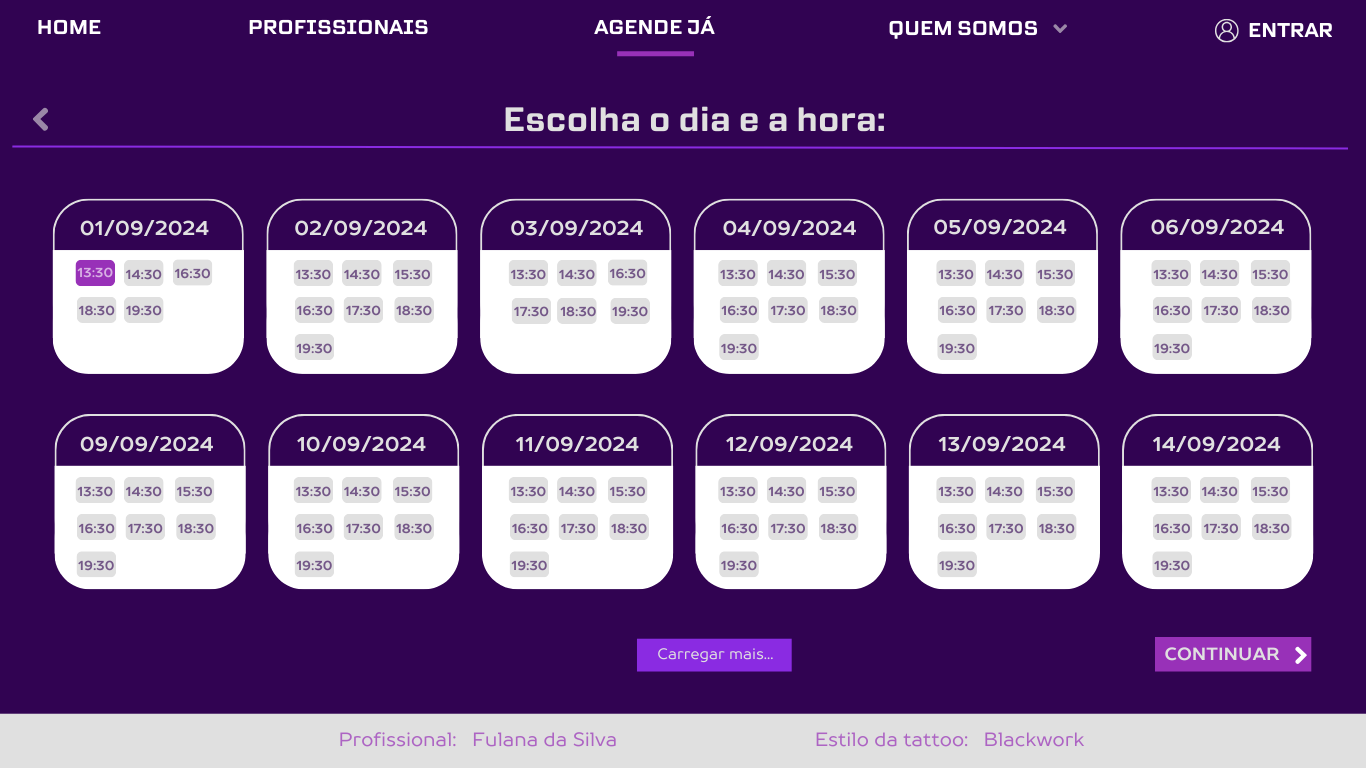 HOME PROFISSIONAIS AGENDE JÁ QUEM SOMOS ENTRAR
Escolha o dia e a hora:
01/09/2024
13:30 14:30 16:30
18:30 19:30
02/09/2024
13:30 14:30 15:30
16:30 17:30 18:30
19:30
03/09/2024
13:30 14:30 16:30
17:30 18:30 19:30
04/09/2024
13:30 14:30 15:30
16:30 17:30 18:30
19:30
05/09/2024
13:30 14:30 15:30
16:30 17:30 18:30
19:30
06/09/2024
13:30 14:30 15:30
16:30 17:30 18:30
19:30
09/09/2024
13:30 14:30 15:30
16:30 17:30 18:30
19:30
10/09/2024
13:30 14:30 15:30
16:30 17:30 18:30
19:30
11/09/2024
13:30 14:30 15:30
16:30 17:30 18:30
19:30
12/09/2024
13:30 14:30 15:30
16:30 17:30 18:30
19:30
13/09/2024
13:30 14:30 15:30
16:30 17:30 18:30
19:30
14/09/2024
13:30 14:30 15:30
16:30 17:30 18:30
19:30
Carregar mais...
CONTINUAR
Profissional: Fulana da Silva
Estilo da tattoo: Blackwork